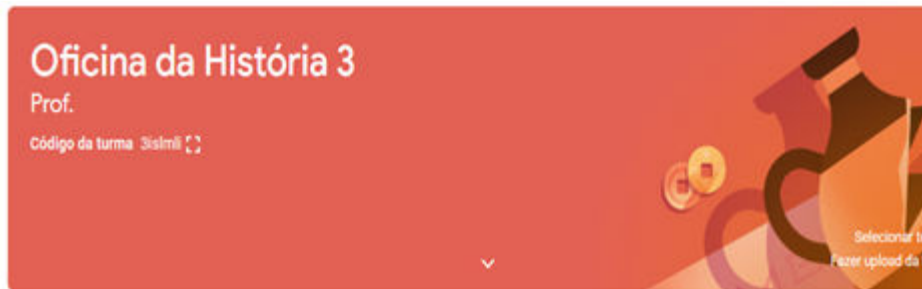 Oficina da História 3
Prof.
Código da turma 3islmli
Selecionar t
Fazer upload da